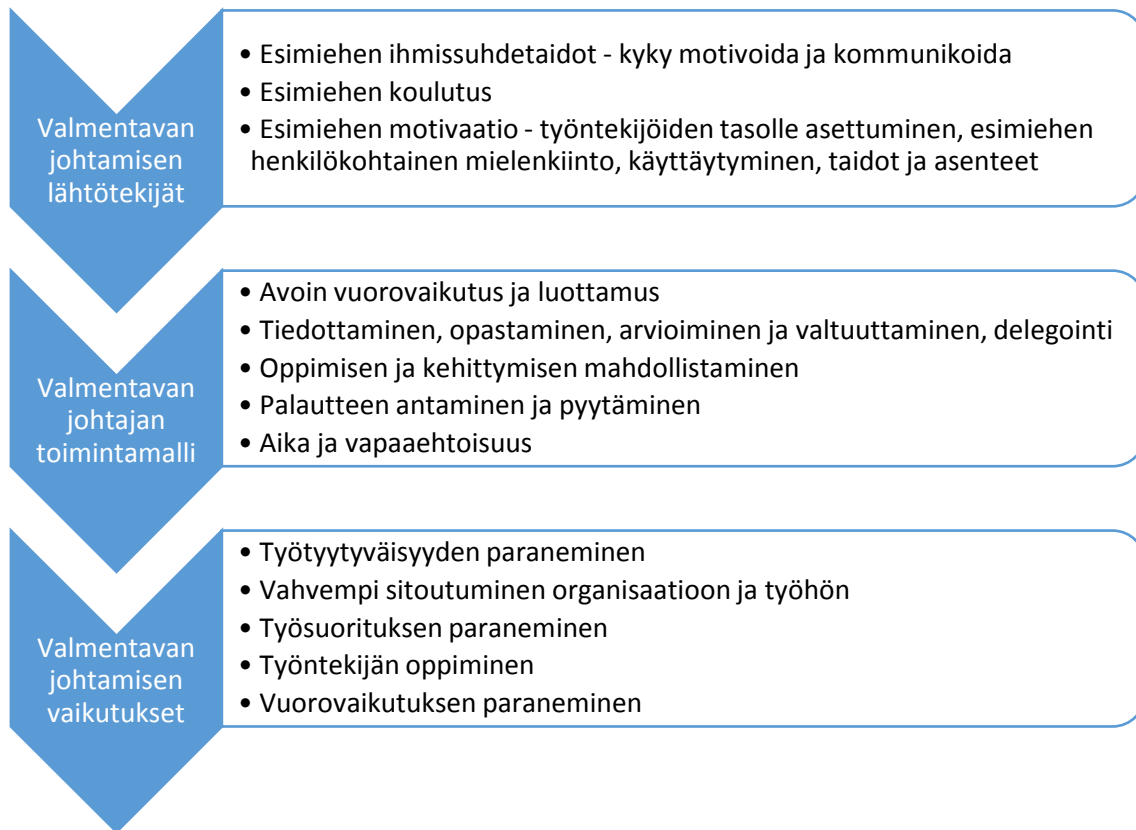 Valmentavan
johtamisen
lähtötekijät
• Esimiehen ihmissuhdetaidot - kyky motivoida ja kommunikoida
• Esimiehen koulutus
• Esimiehen motivaatio - työntekijöiden tasolle asettuminen, esimiehen
henkilökohtainen mielenkiinto, käyttäytyminen, taidot ja asenteet
Valmentavan
johtajan
toimintamalli
• Avoin vuorovaikutus ja luottamus
• Tiedottaminen, opastaminen, arvioiminen ja valtuuttaminen, delegointi
• Oppimisen ja kehittymisen mahdollistaminen
• Palautteen antaminen ja pyytäminen
• Aika ja vapaaehtoisuus
Valmentavan
johtamisen
vaikutukset
• Työtyytyväisyyden paraneminen
• Vahvempi sitoutuminen organisaatioon ja työhön
• Työsuorituksen paraneminen
• Työntekijän oppiminen
• Vuorovaikutuksen paraneminen